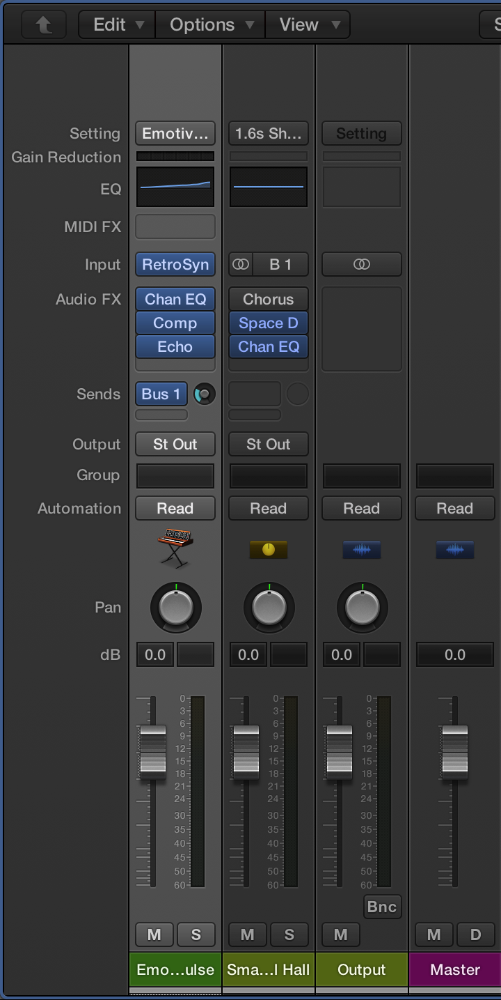 Edit Options View S
Setting Emotiv... 1.6s Sh... Setting
Gain Reduction
EQ
MIDI FX
Input RetroSyn B 1
Audio FX Chan EQ Chorus
Comp Space D
Echo Chan EQ
Sends Bus 1
Output St Out St Out
Group
Automation Read Read Read Read
Pan
dB 0.0 0.0 0.0 0.0
0 0 0
3 3 3
6 6 6
9 9 9
12 12 12
15 15 15
18 18 18
21 21 21
24 24 24
30 30 30
35 35 35
40 40 40
45 45 45
50 50 50
60 60 60
Bnc
M S M S M M D
Emo...ulse Sma...l Hall Output Master